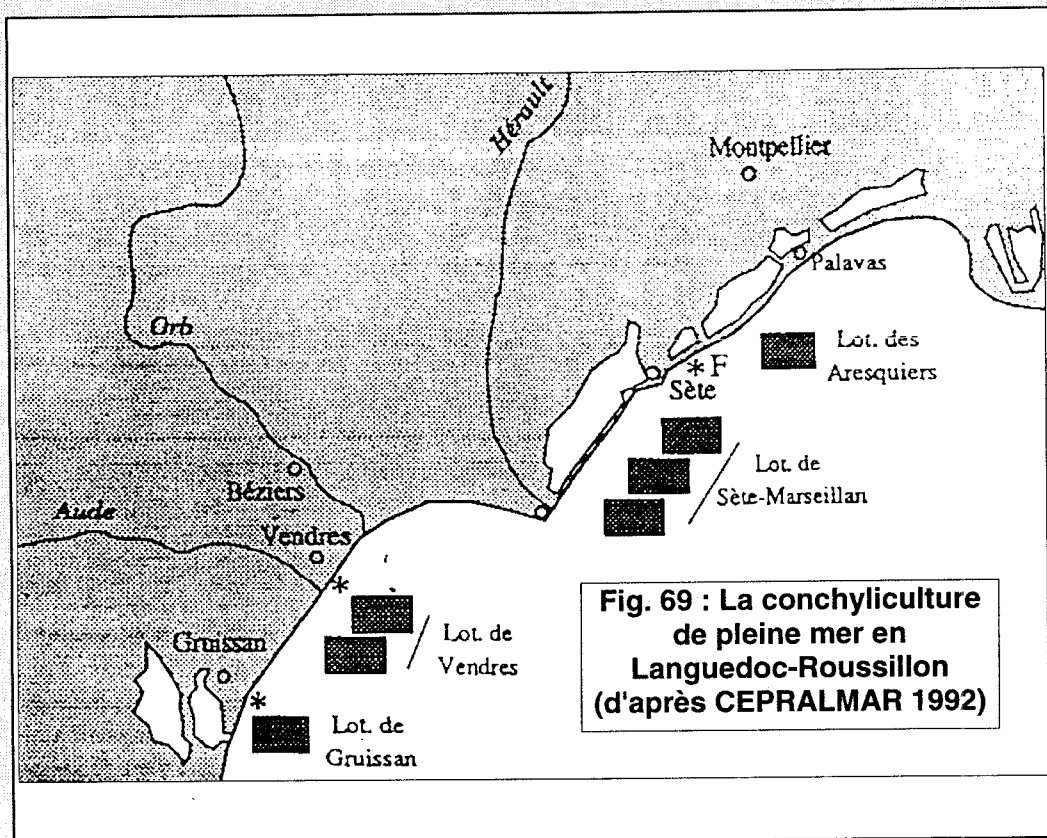 Hérault
Montpellier
Palavas
Orb
Lot. des
Aresquiers
* F
Sète
Lot. de
Sète-Marseillan
Béziers
Aude
Vendres
*
Fig. 69 : La conchyliculture
de pleine mer en
Languedoc-Roussillon
(d'après CEPRALMAR 1992)
Lot. de
Vendres
Gruissan
*
Lot. de
Gruissan